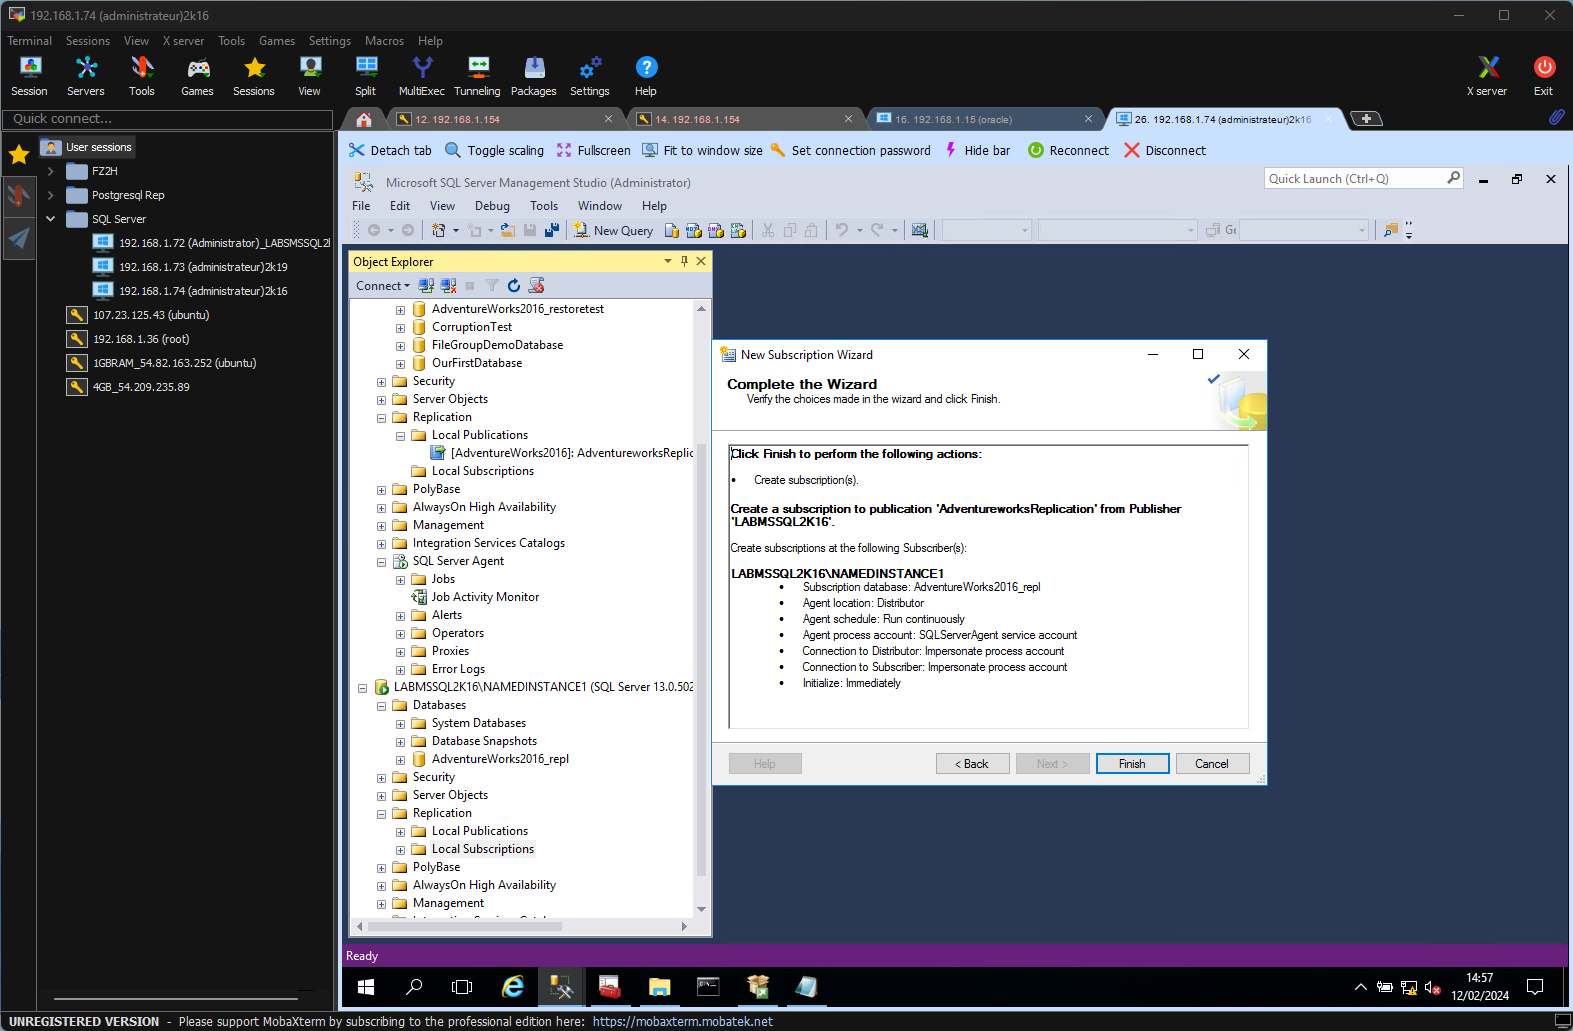 192.168.1.74 (administrateur)2k16
Terminal Sessions View X server Tools Games Settings Macros Help
Session Servers Tools Games Sessions View Split MultiExec Tunneling Packages Settings Help X server Exit
Quick connect...
12. 192.168.1.154
14. 192.168.1.154
16. 192.168.1.15 (oracle)
26. 192.168.1.74 (administrateur)2k16
User sessions
FZ2H
Postgresql Rep
SQL Server
192.168.1.72 (Administrator)_LABSMSSQL2
192.168.1.73 (administrateur)2k19
192.168.1.74 (administrateur)2k16
107.23.125.43 (ubuntu)
192.168.1.36 (root)
1GBRAM_54.82.163.252 (ubuntu)
4GB_54.209.235.89
Detach tab Toggle scaling Fullscreen Fit to window size Set connection password Hide bar Reconnect Disconnect
Microsoft SQL Server Management Studio (Administrator)
Quick Launch (Ctrl+Q)
File Edit View Debug Tools Window Help
New Query
Object Explorer
Connect
AdventureWorks2016_restoretest
CorruptionTest
FileGroupDemoDatabase
OurFirstDatabase
Security
Server Objects
Replication
Local Publications
[AdventureWorks2016]: AdventureworksReplic
Local Subscriptions
PolyBase
AlwaysOn High Availability
Management
Integration Services Catalogs
SQL Server Agent
Jobs
Job Activity Monitor
Alerts
Operators
Proxies
Error Logs
LABMSSQL2K16\NAMEDINSTANCE1 (SQL Server 13.0.502
Databases
System Databases
Database Snapshots
AdventureWorks2016_repl
Security
Server Objects
Replication
Local Publications
Local Subscriptions
PolyBase
AlwaysOn High Availability
Management
New Subscription Wizard
Complete the Wizard
Verify the choices made in the wizard and click Finish.
Click Finish to perform the following actions:
• Create subscription(s).
Create a subscription to publication 'AdventureworksReplication' from Publisher
'LABMSSQL2K16'.
Create subscriptions at the following Subscriber(s):
LABMSSQL2K16\NAMEDINSTANCE1
• Subscription database: AdventureWorks2016_repl
• Agent location: Distributor
• Agent schedule: Run continuously
• Agent process account: SQLServerAgent service account
• Connection to Distributor: Impersonate process account
• Connection to Subscriber: Impersonate process account
• Initialize: Immediately
Help < Back Next > Finish Cancel
Ready
14:57
12/02/2024
UNREGISTERED VERSION - Please support MobaXterm by subscribing to the professional edition here: https://mobaxterm.mobatek.net